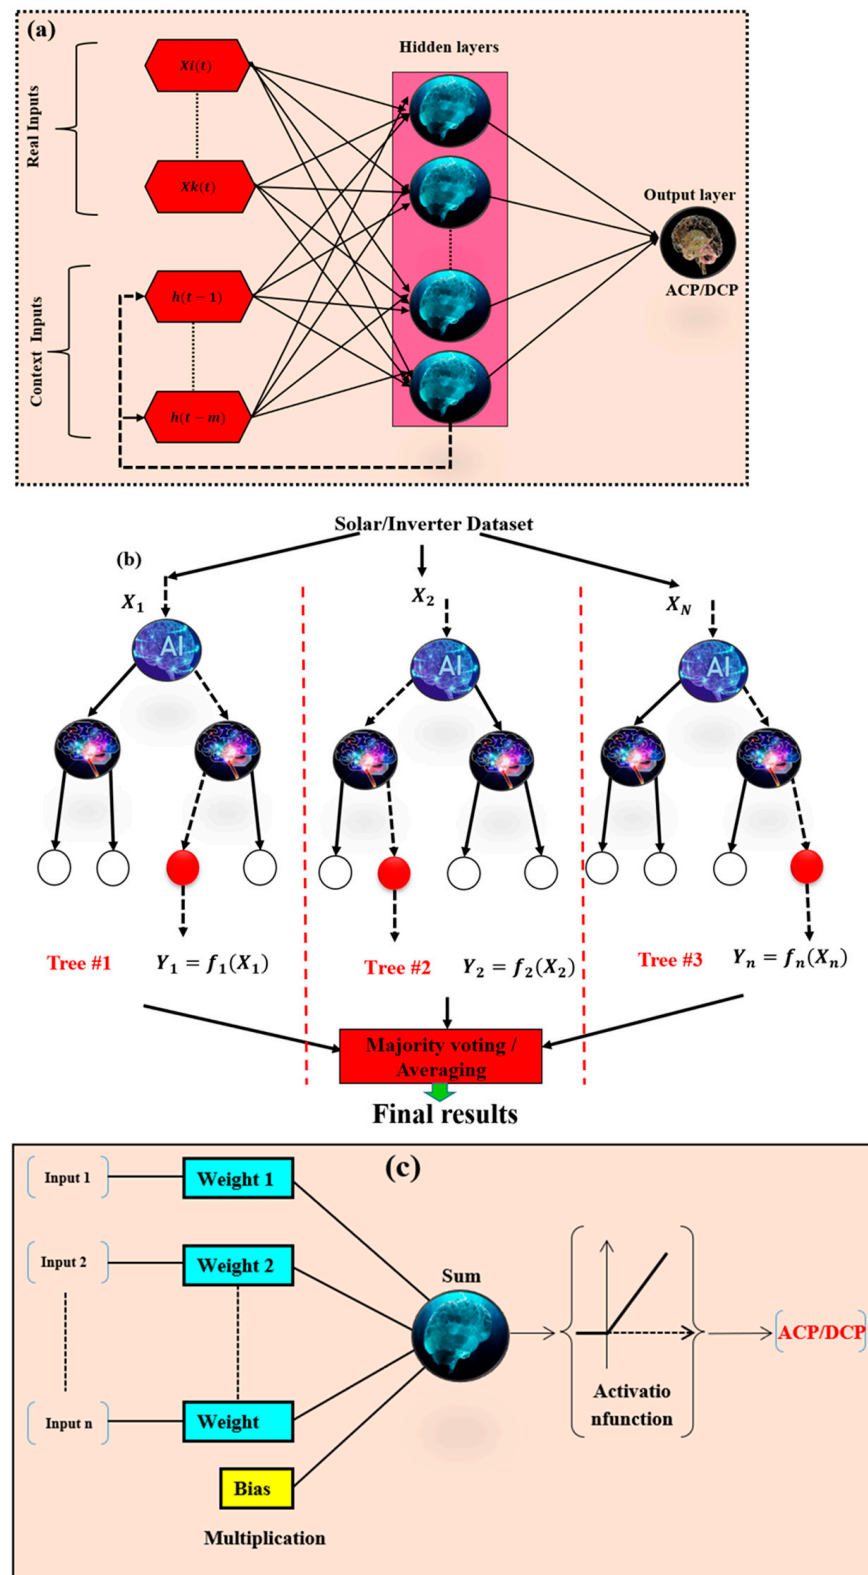 (a)
Hidden layers
Real Inputs
Xi(t)
Xk(t)
Output layer
ACP/DCP
Context Inputs
h(t − 1)
h(t − m)
Solar/Inverter Dataset
(b)
X1
X2
XN
AI
AI
AI
Tree #1
Y1 = f1(X1)
Tree #2
Y2 = f2(X2)
Tree #3
Yn = fn(Xn)
Majority voting /
Averaging
Final results
(c)
Input 1
Weight 1
Input 2
Weight 2
Sum
ACP/DCP
Activatio
nfunction
Input n
Weight
Bias
Multiplication